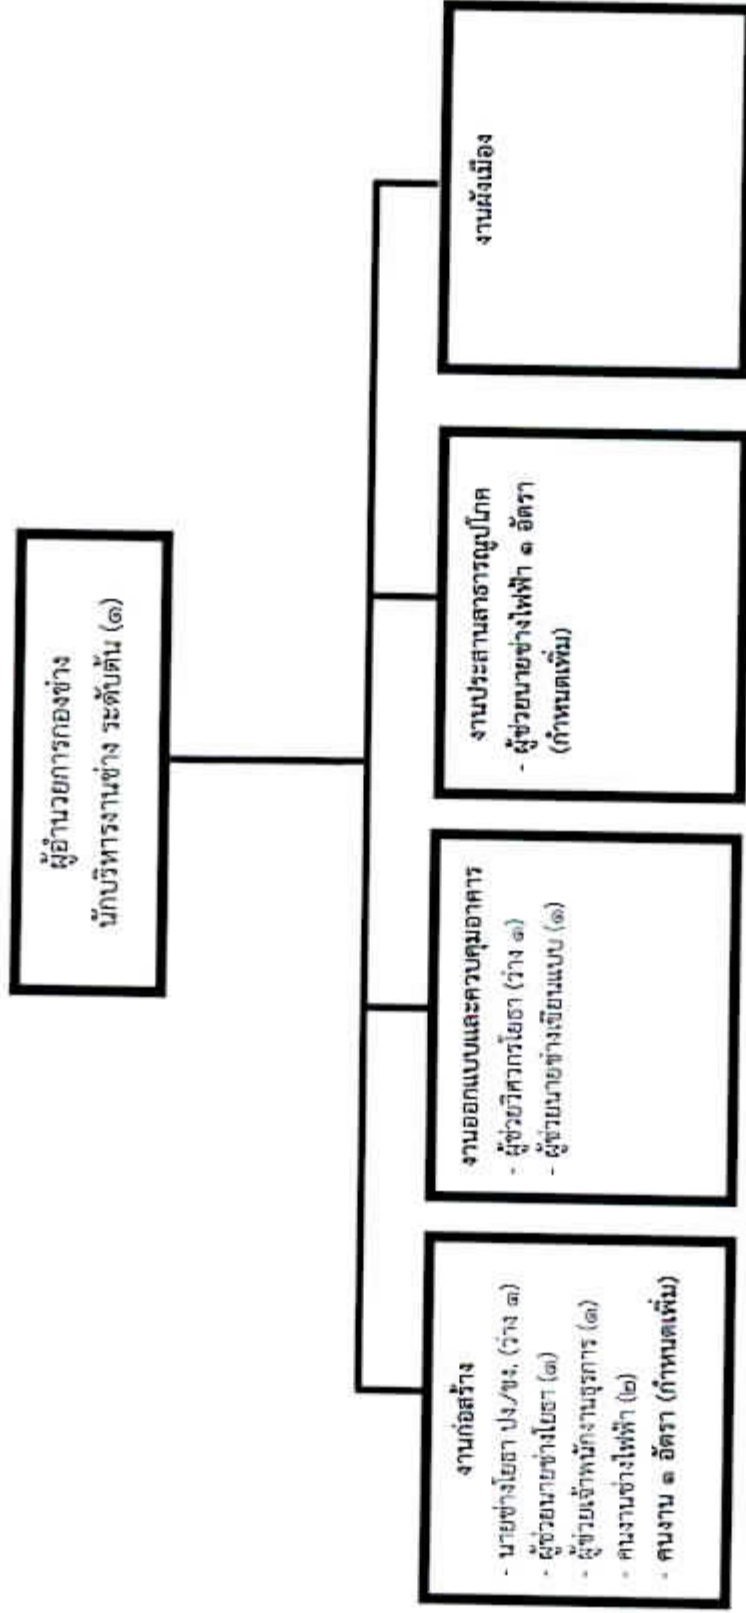 ผู้อำนวยการกองช่าง
นักบริหารงานช่าง ระดับต้น (๑)
งานก่อสร้าง
- นายช่างโยธา ปง./ชง. (ว่าง ๑)
- ผู้ช่วยนายช่างโยธา (๑)
- ผู้ช่วยเจ้าพนักงานธุรการ (๑)
- คนงานช่างไฟฟ้า (๒)
- คนงาน ๑ อัตรา (กำหนดเพิ่ม)
งานออกแบบและควบคุมอาคาร
- ผู้ช่วยวิศวกรโยธา (ว่าง ๑)
- ผู้ช่วยนายช่างเขียนแบบ (๑)
งานประสานสาธารณูปโภค
- ผู้ช่วยนายช่างไฟฟ้า ๑ อัตรา
(กำหนดเพิ่ม)
งานผังเมือง